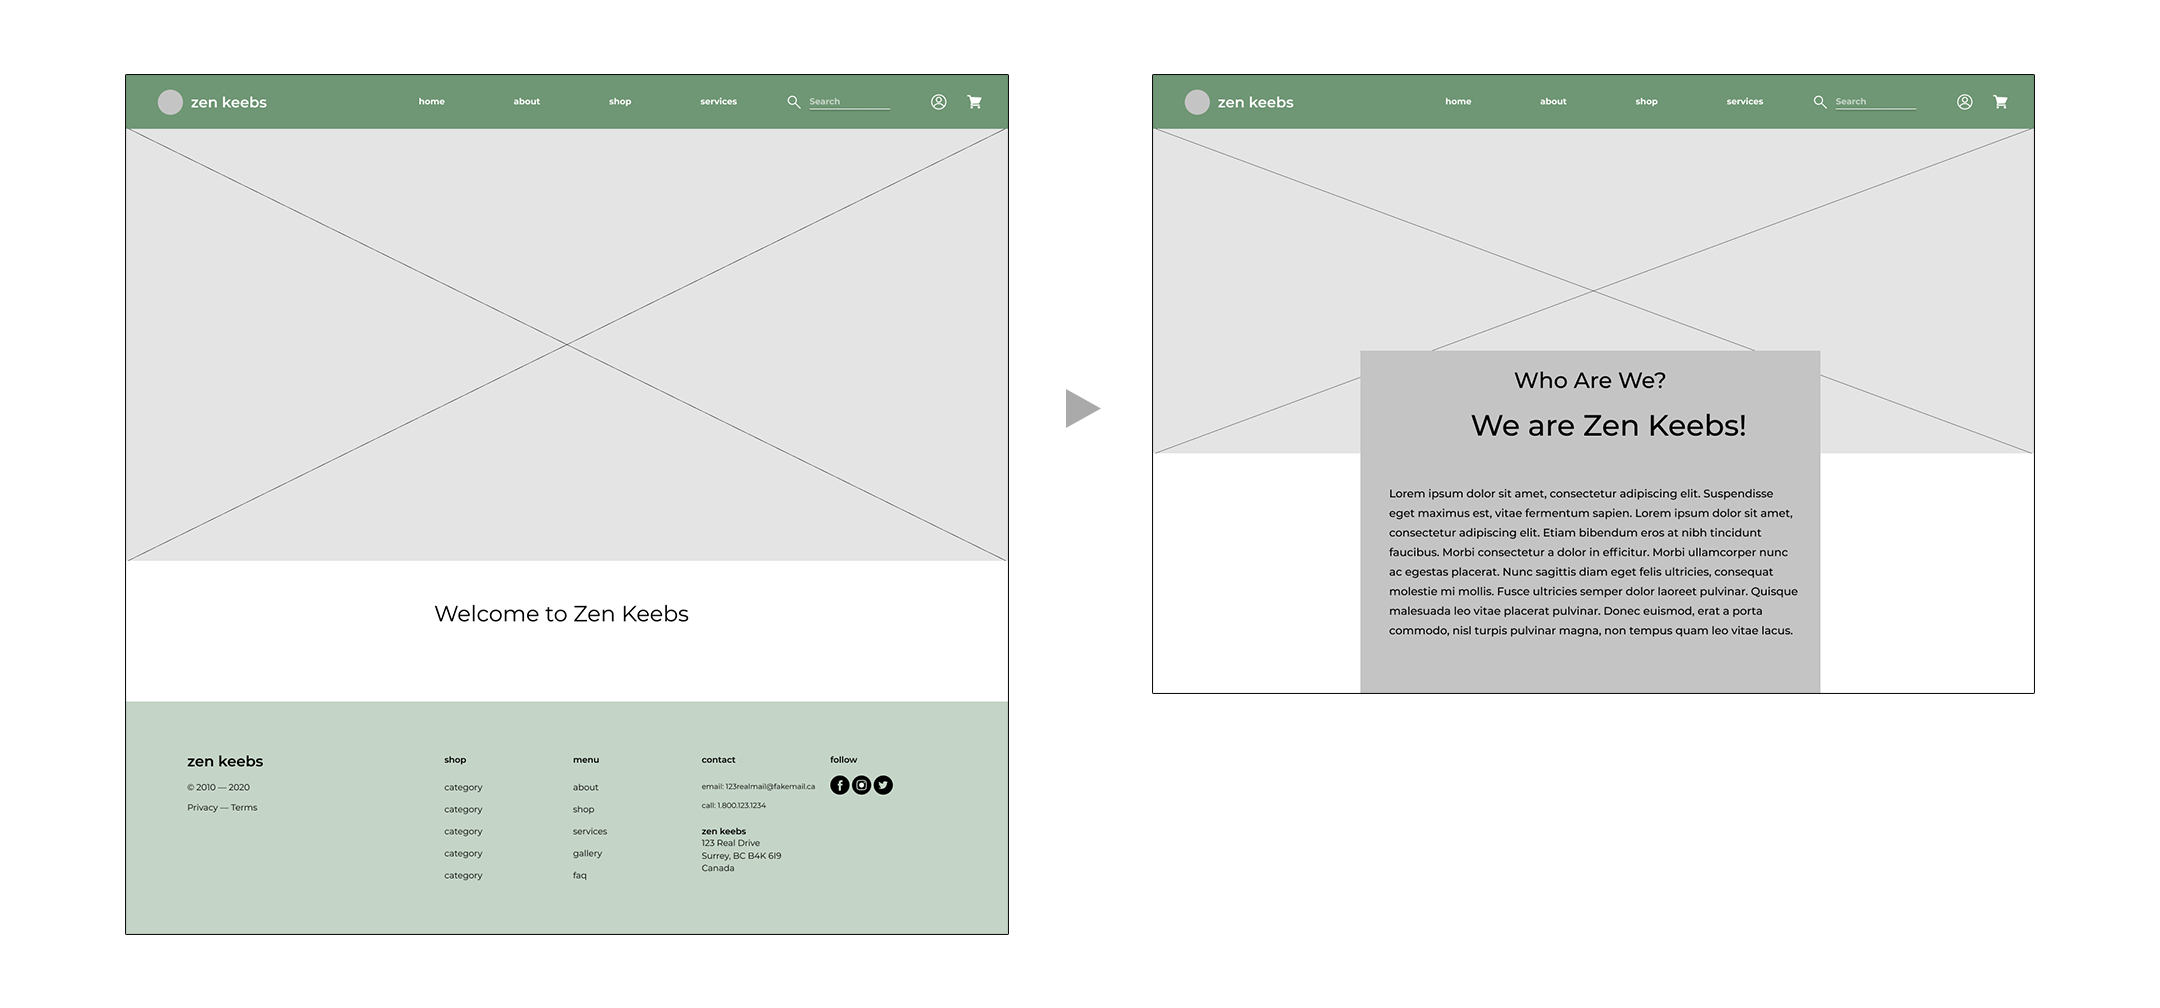 zen keebs
home about shop services Search
Welcome to Zen Keebs
zen keebs
© 2010 — 2020
Privacy — Terms
shop
category
category
category
category
category
menu
about
shop
services
gallery
faq
contact
email: 123realmail@fakemail.ca
call: 1.800.123.1234
zen keebs
123 Real Drive
Surrey, BC B4K 6I9
Canada
follow
zen keebs
home about shop services Search
Who Are We?
We are Zen Keebs!
Lorem ipsum dolor sit amet, consectetur adipiscing elit. Suspendisse
eget maximus est, vitae fermentum sapien. Lorem ipsum dolor sit amet,
consectetur adipiscing elit. Etiam bibendum eros at nibh tincidunt
faucibus. Morbi consectetur a dolor in efficitur. Morbi ullamcorper nunc
ac egestas placerat. Nunc sagittis diam eget felis ultricies, consequat
molestie mi mollis. Fusce ultricies semper dolor laoreet pulvinar. Quisque
malesuada leo vitae placerat pulvinar. Donec euismod, erat a porta
commodo, nisl turpis pulvinar magna, non tempus quam leo vitae lacus.